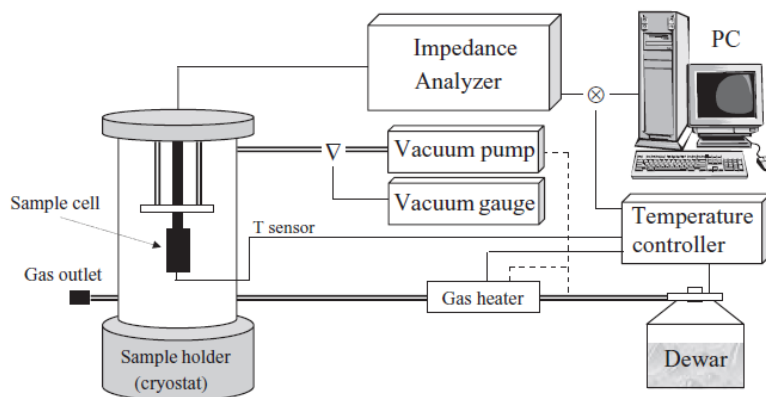 Impedance
Analyzer
PC
Vacuum pump
Vacuum gauge
Sample cell
T sensor
Temperature
controller
Gas outlet
Gas heater
Sample holder
(cryostat)
Dewar